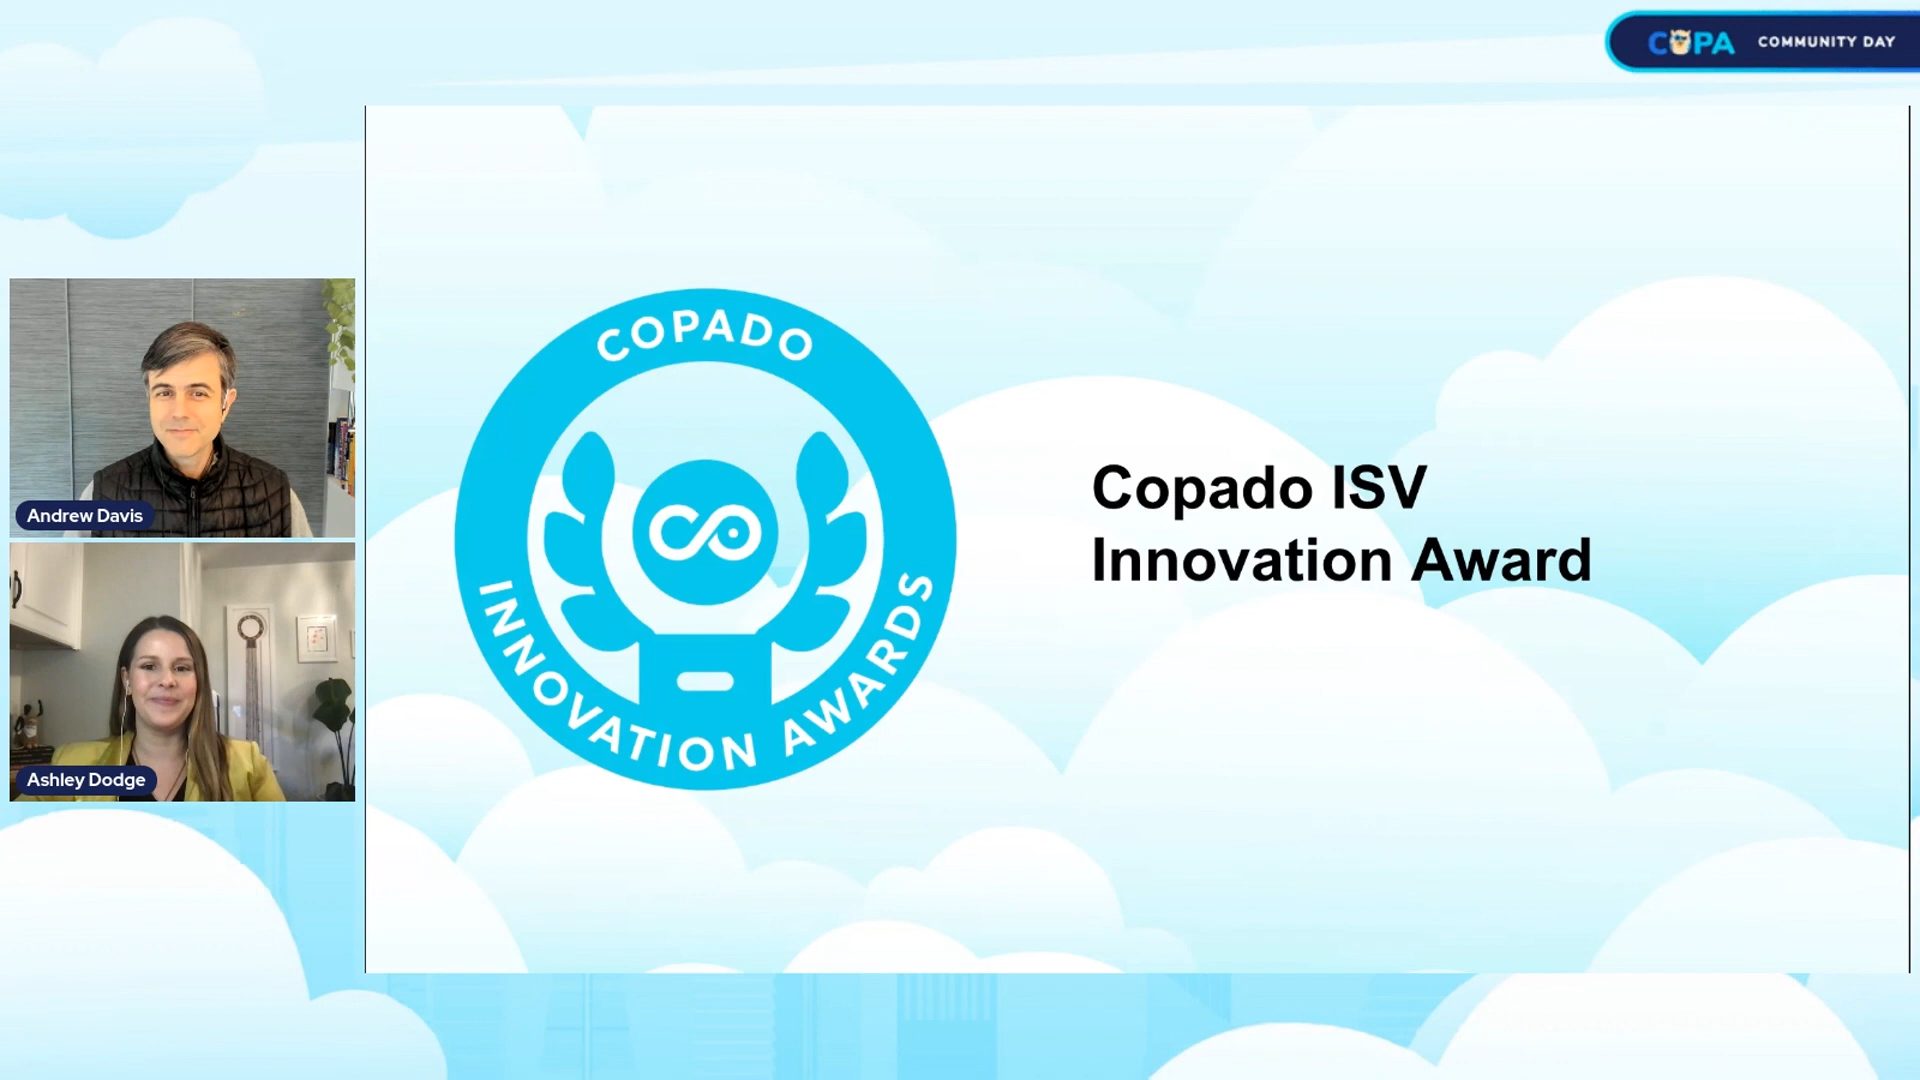 COPA COMMUNITY DAY
Andrew Davis
Ashley Dodge
COPADO
INNOVATION AWARDS
Copado ISV
Innovation Award